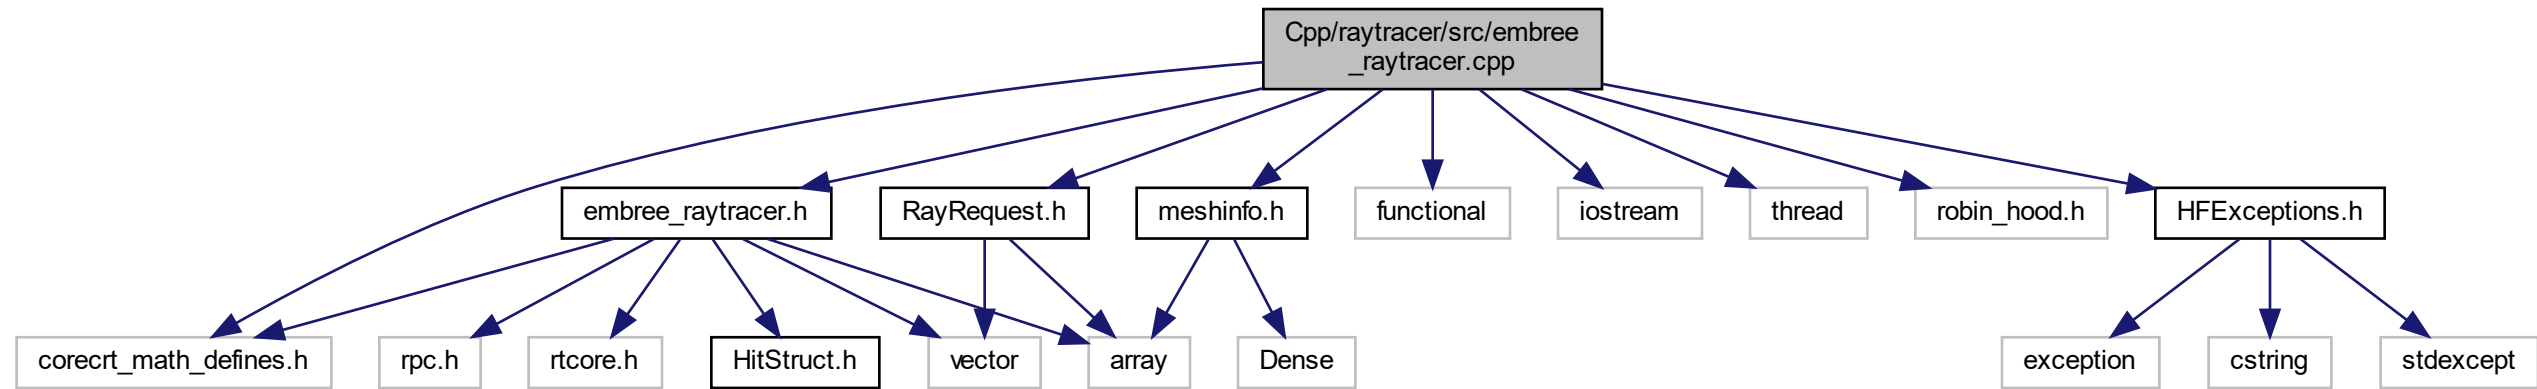 Cpp/raytracer/src/embree
_raytracer.cpp
embree_raytracer.h
RayRequest.h
meshinfo.h
functional
iostream
thread
robin_hood.h
HFExceptions.h
corecrt_math_defines.h
rpc.h
rtcore.h
HitStruct.h
vector
array
Dense
exception
cstring
stdexcept